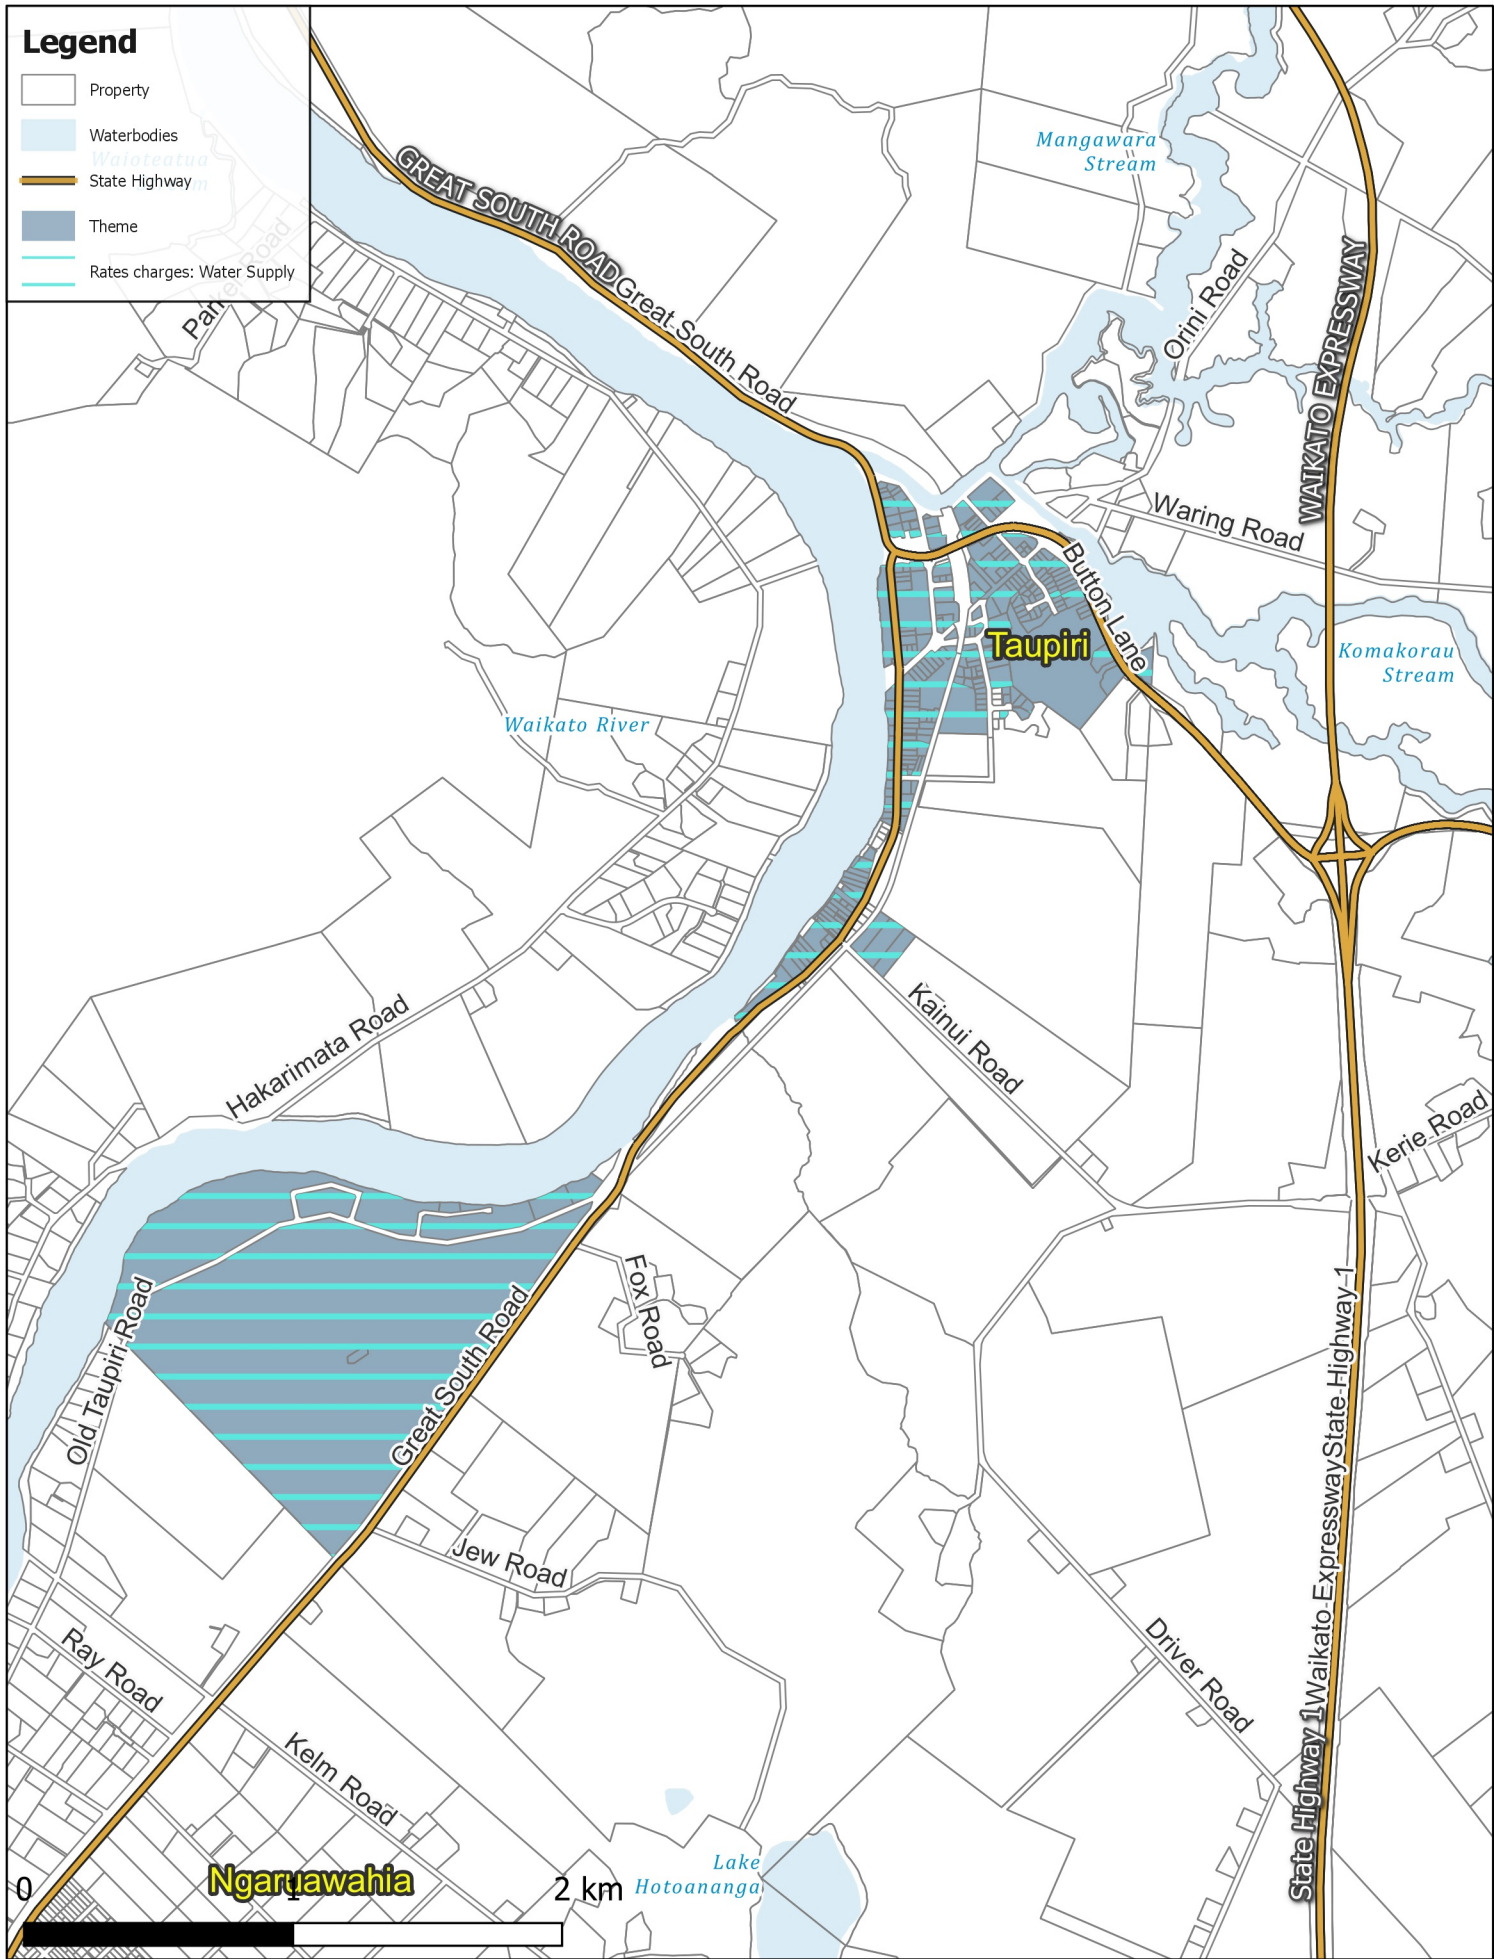 Legend
Property
Waterbodies
Waioteatua
State Highway
Theme
Rates charges: Water Supply
GREAT SOUTH ROAD
Great South Road
Mangawara
Stream
Orini Road
WAIKATO EXPRESSWAY
Waring Road
Button Lane
Taupiri
Komakorau
Stream
Waikato River
Kainui Road
Hakarimata Road
Kerie Road
Fox Road
Old Taupiri Road
Great South Road
Jew Road
State Highway 1
Waikato Expressway
State Highway 1
Driver Road
Ray Road
Kelm Road
Ngaruawahia
Lake
Hotoananga
0
1
2 km